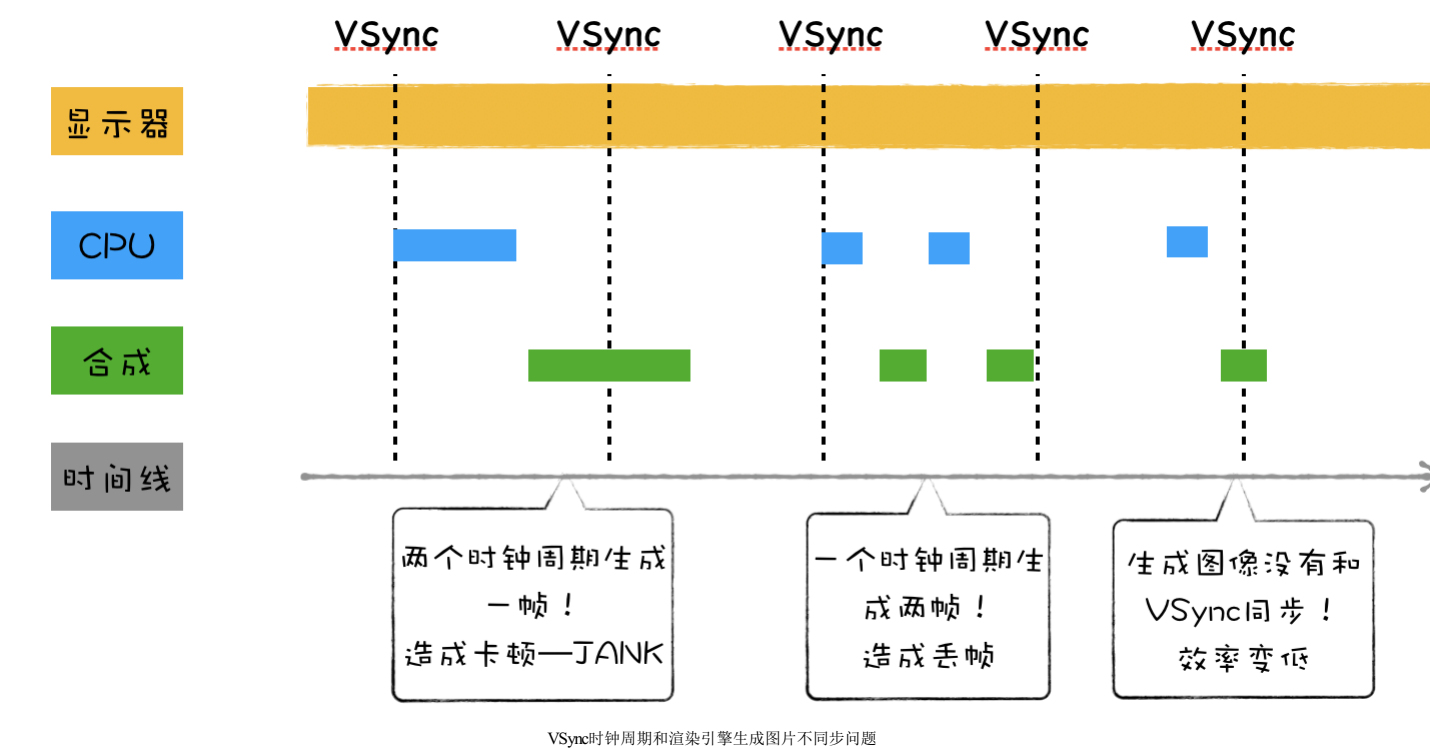 VSync VSync VSync VSync VSync
显示器
CPU
合成
时间线
两个时钟周期生成
一帧！
造成卡顿—JANK
一个时钟周期生
成两帧！
造成丢帧
生成图像没有和
VSync同步！
效率变低
VSync时钟周期和渲染引擎生成图片不同步问题